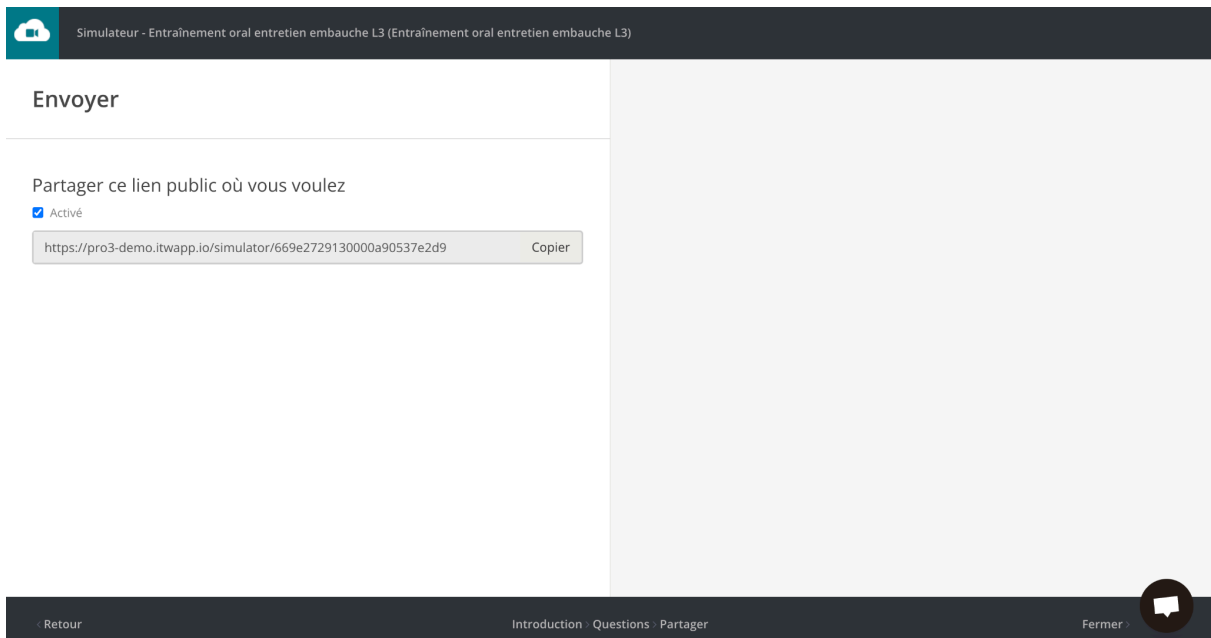 Simulateur - Entraînement oral entretien embauche L3 (Entraînement oral entretien embauche L3)
Envoyer
Partager ce lien public où vous voulez
Activé
https://pro3-demo.itwapp.io/simulator/669e2729130000a90537e2d9 Copier
‹ Retour Introduction › Questions › Partager Fermer ›